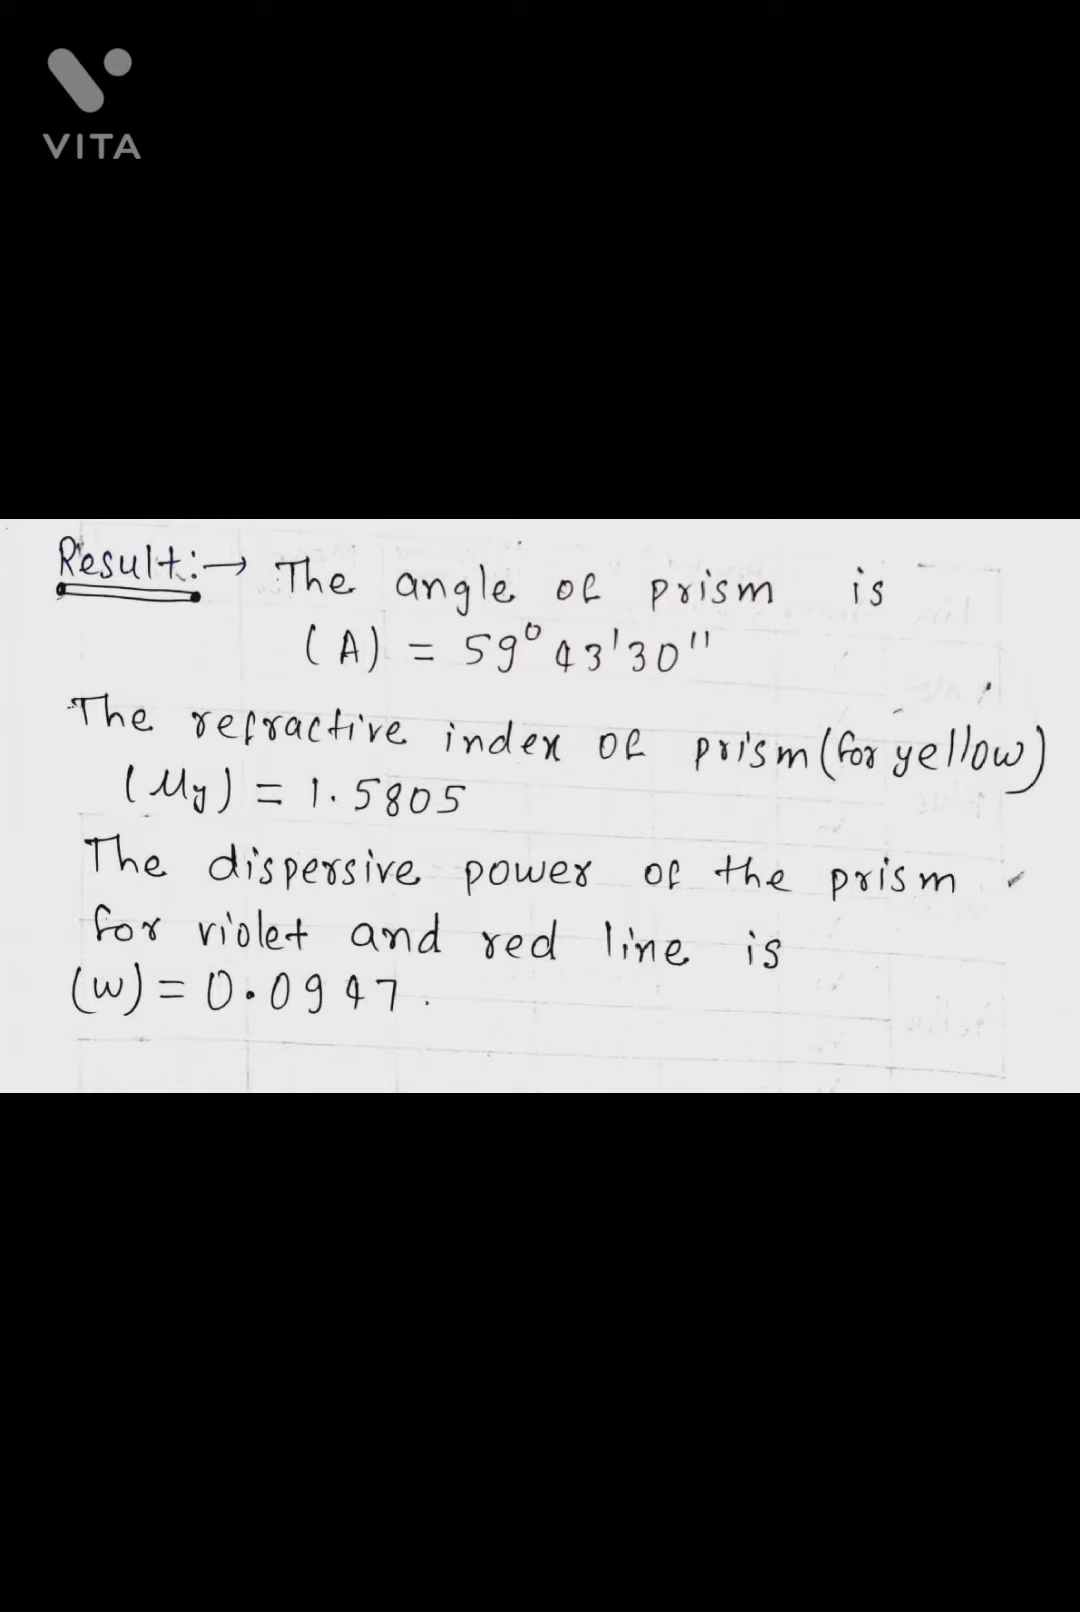 VITA
Result:→ The angle of prism is
(A) = 59° 43'30"
The refractive index of prism (for yellow)
(μy) = 1.5805
The dispersive power of the prism
for violet and red line is
(w) = 0.0947.